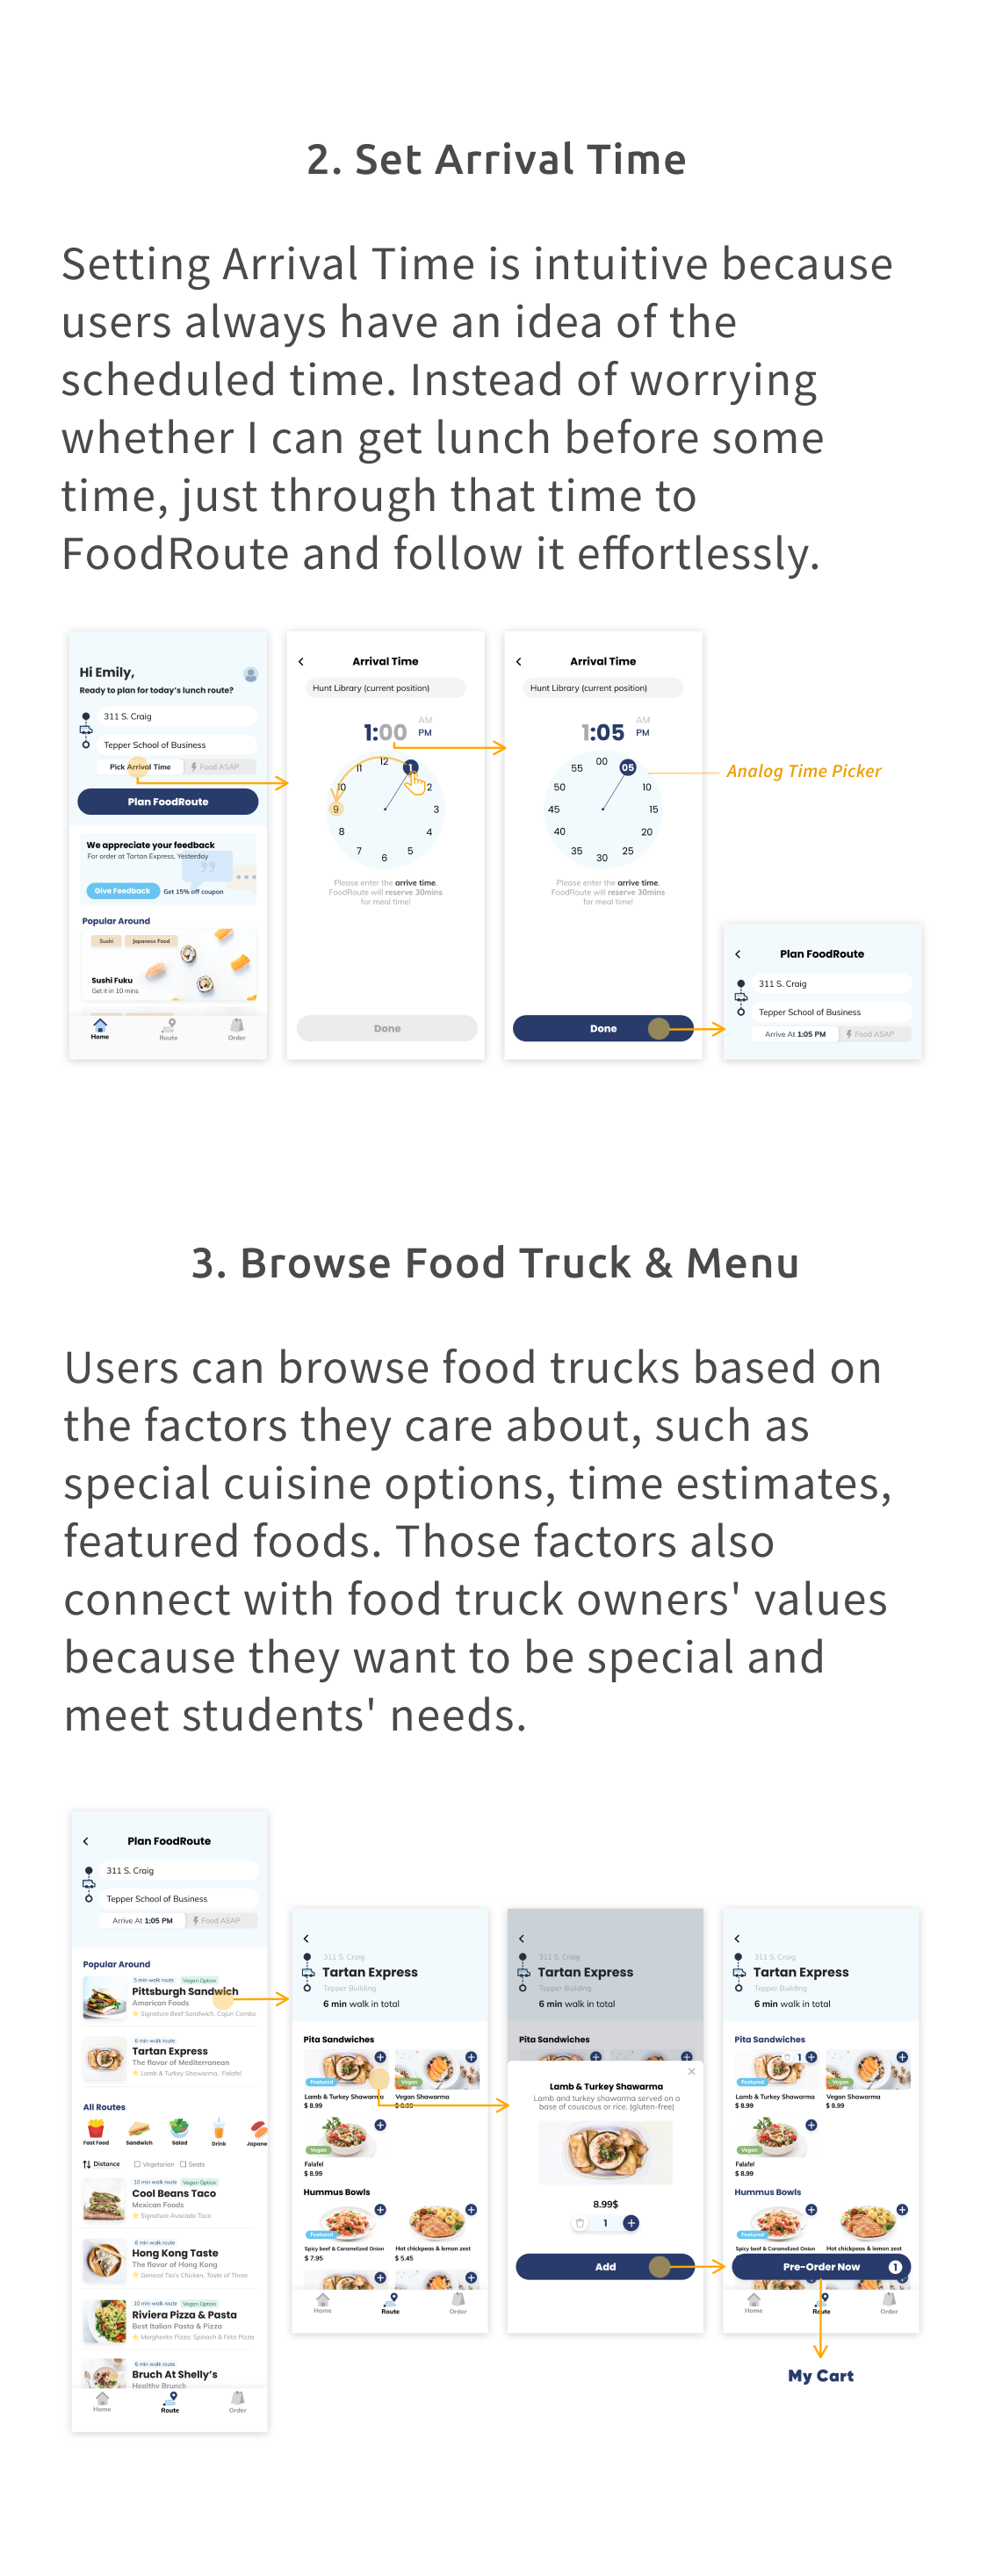 2. Set Arrival Time
Setting Arrival Time is intuitive because
users always have an idea of the
scheduled time. Instead of worrying
whether I can get lunch before some
time, just through that time to
FoodRoute and follow it effortlessly.
Hi Emily,
Ready to plan for today's lunch route?
311 S. Craig
Tepper School of Business
Pick Arrival Time
Food ASAP
Plan FoodRoute
We appreciate your feedback
For order at Tartan Express, Yesterday
Give Feedback
Get 15% off coupon
Popular Around
Sushi
Japanese Food
Sushi Fuku
Get it in 10 mins
Home
Route
Order
Arrival Time
Hunt Library (current position)
1:00
AM
PM
12
1
2
3
4
5
6
7
8
9
10
11
Please enter the arrive time.
FoodRoute will reserve 30mins
for meal time!
Done
Arrival Time
Hunt Library (current position)
1:05
AM
PM
00
05
10
15
20
25
30
35
40
45
50
55
Please enter the arrive time.
FoodRoute will reserve 30mins
for meal time!
Done
Analog Time Picker
Plan FoodRoute
311 S. Craig
Tepper School of Business
Arrive At 1:05 PM
Food ASAP
3. Browse Food Truck & Menu
Users can browse food trucks based on
the factors they care about, such as
special cuisine options, time estimates,
featured foods. Those factors also
connect with food truck owners' values
because they want to be special and
meet students' needs.
Plan FoodRoute
311 S. Craig
Tepper School of Business
Arrive At 1:05 PM
Food ASAP
Popular Around
5 min walk route
Vegan Option
Pittsburgh Sandwich
Amarican Foods
Signature Beef Sandwich, Cajun Combo
6 min walk route
Tartan Express
The flavor of Mediterranean
Lamb & Turkey Shawarma, Falafel
All Routes
Fast Food
Sandwich
Salad
Drink
Japane
Distance
Vegetarian
Seats
10 min walk route
Vegan Option
Cool Beans Taco
Mexican Foods
Signature Avocado Taco
6 min walk route
Hong Kong Taste
The flavor of Hong Kong
General Tso's Chicken, Taste of Three
10 min walk route
Vegan Option
Riviera Pizza & Pasta
Best Italian Pasta & Pizza
Margherita Pizza, Spinach & Feta Pizza
6 min walk route
Bruch At Shelly's
Healthy Brunch
Home
Route
Order
311 S. Craig
Tartan Express
Tepper Building
6 min walk in total
Pita Sandwiches
Featured
Vegan
Lamb & Turkey Shawarma
Vegan Shawarma
$ 8.99
$ 8.99
Vegan
Falafel
$ 8.99
Hummus Bowls
Featured
Spicy beef & Caramelized Onion
Hot chickpeas & lemon zest
$ 7.95
$ 5.45
Home
Route
Order
311 S. Craig
Tartan Express
Tepper Building
6 min walk in total
Pita Sandwiches
Lamb & Turkey Shawarma
Lamb and turkey shawarma served on a
base of couscous or rice. (gluten-free)
8.99$
1
Add
311 S. Craig
Tartan Express
Tepper Building
6 min walk in total
Pita Sandwiches
1
Featured
Vegan
Lamb & Turkey Shawarma
Vegan Shawarma
$ 8.99
$ 8.99
Vegan
Falafel
$ 8.99
Hummus Bowls
Featured
Spicy beef & Caramelized Onion
Hot chickpeas & lemon zest
Pre-Order Now
1
Home
Route
Order
My Cart